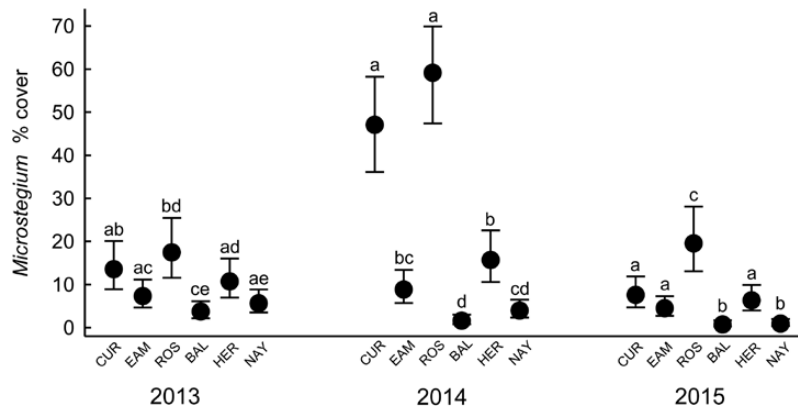 Microstegium % cover
70
60
50
40
30
20
10
0
ab
ac
bd
ce
ad
ae
a
bc
a
d
b
cd
a
a
c
b
a
b
CUR
EAM
ROS
BAL
HER
NAY
CUR
EAM
ROS
BAL
HER
NAY
CUR
EAM
ROS
BAL
HER
NAY
2013
2014
2015